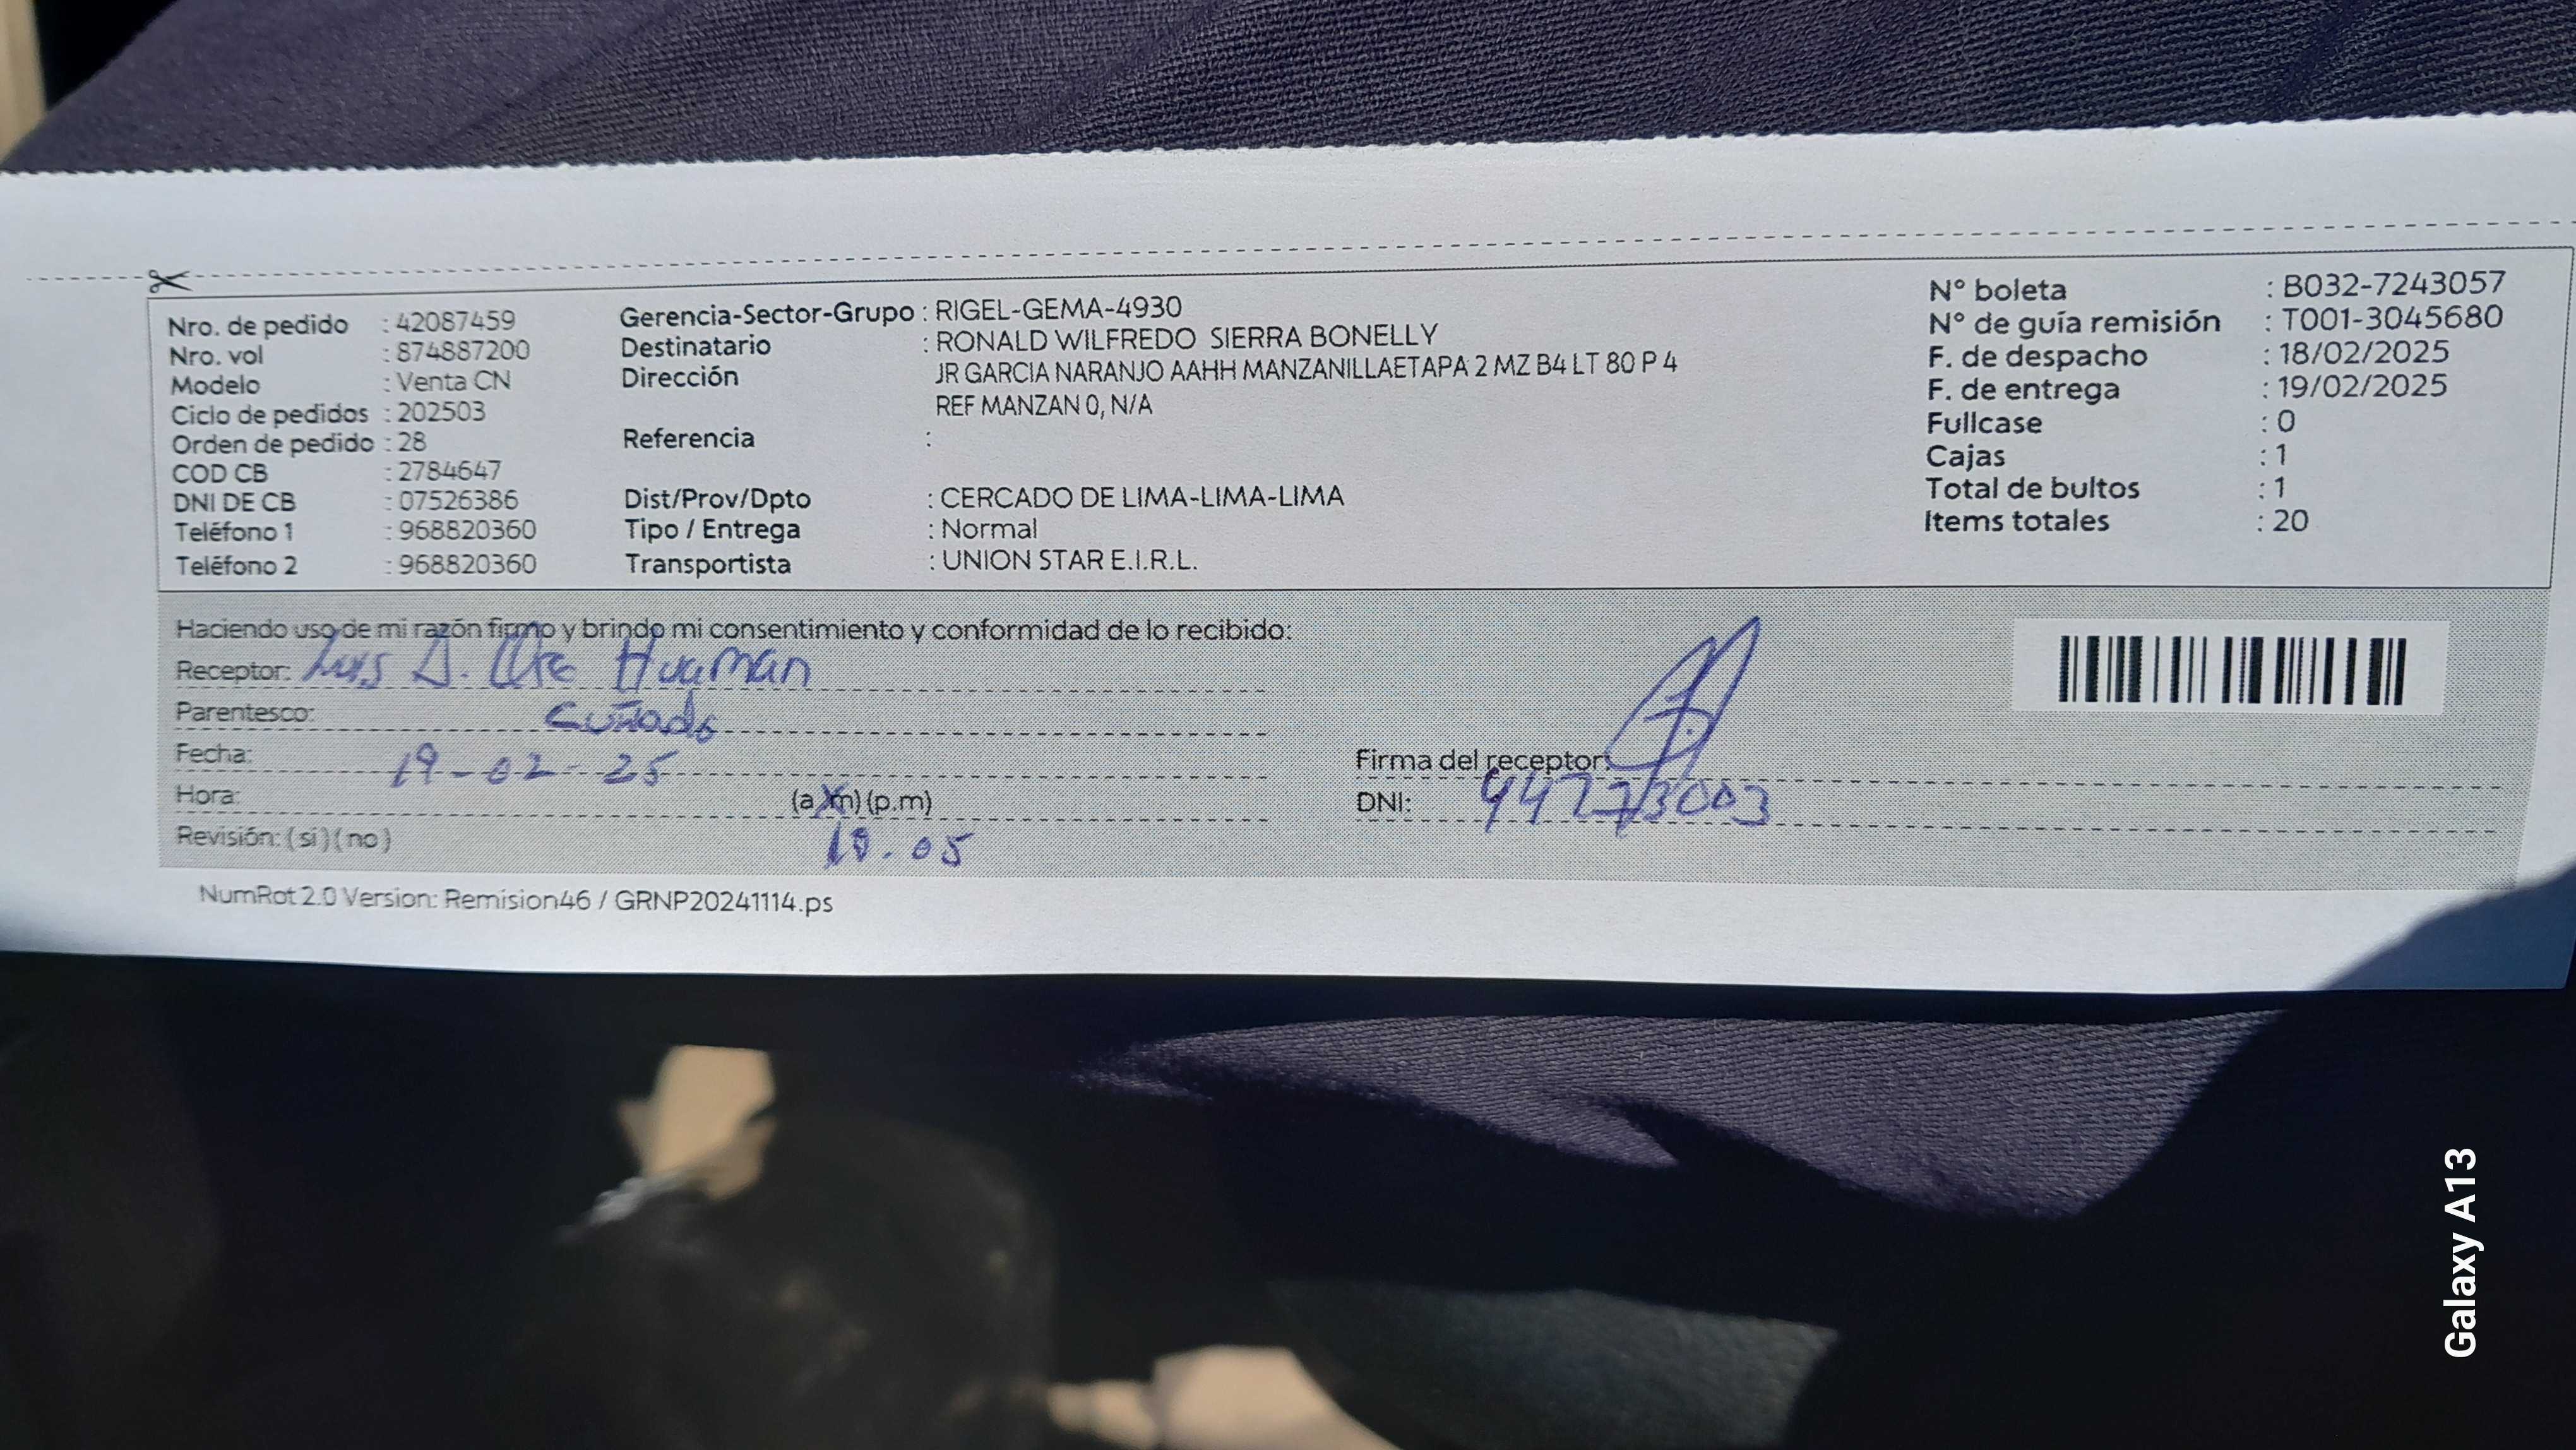 Nro. de pedido : 42087459
Nro. vol : 874887200
Modelo : Venta CN
Ciclo de pedidos : 202503
Orden de pedido : 28
COD CB : 2784647
DNI DE CB : 07526386
Teléfono 1 : 968820360
Teléfono 2 : 968820360
Gerencia-Sector-Grupo : RIGEL-GEMA-4930
Destinatario : RONALD WILFREDO SIERRA BONELLY
Dirección JR GARCIA NARANJO AAHH MANZANILLAETAPA 2 MZ B4 LT 80 P 4
REF MANZAN 0, N/A
Referencia :
Dist/Prov/Dpto : CERCADO DE LIMA-LIMA-LIMA
Tipo / Entrega : Normal
Transportista : UNION STAR E.I.R.L.
N° boleta : B032-7243057
N° de guía remisión : T001-3045680
F. de despacho : 18/02/2025
F. de entrega : 19/02/2025
Fullcase : 0
Cajas : 1
Total de bultos : 1
Items totales : 20
Haciendo uso de mi razón firmo y brindo mi consentimiento y conformidad de lo recibido:
Receptor: Luis D. Huaman
Parentesco: Cuñado
Fecha: 19-02-25
Hora: (a.m) (p.m)
Revisión: (si) (no)
Firma del receptor:
DNI:
NumRot 2.0 Version: Remision46 / GRNP20241114.ps
Galaxy A13